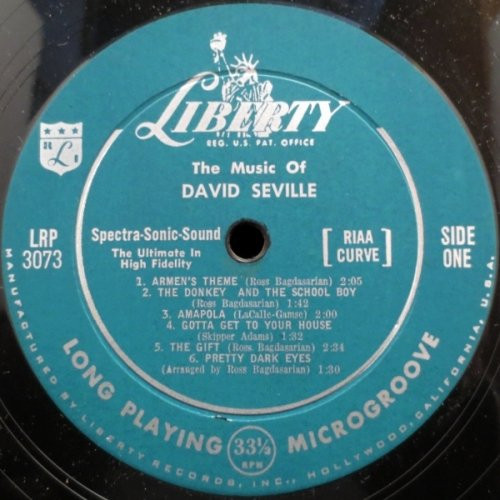 LIBERTY
REG. U.S. PAT. OFFICE
The Music Of
DAVID SEVILLE
LRP
3073
Spectra-Sonic-Sound
The Ultimate In
High Fidelity
[ RIAA
CURVE ]
SIDE
ONE
1. ARMEN'S THEME (Ross Bagdasarian) 2:05
2. THE DONKEY AND THE SCHOOL BOY
(Ross Bagdasarian) 1:42
3. AMAPOLA (LaCalle-Gamse) 2:00
4. GOTTA GET TO YOUR HOUSE
(Skipper Adams) 1:32
5. THE GIFT (Ross Bagdasarian) 2:34
6. PRETTY DARK EYES
(Arranged by Ross Bagdasarian) 1:30
LONG PLAYING 33⅓ RPM MICROGROOVE
MANUFACTURED BY LIBERTY RECORDS, INC., HOLLYWOOD, CALIFORNIA, U.S.A.